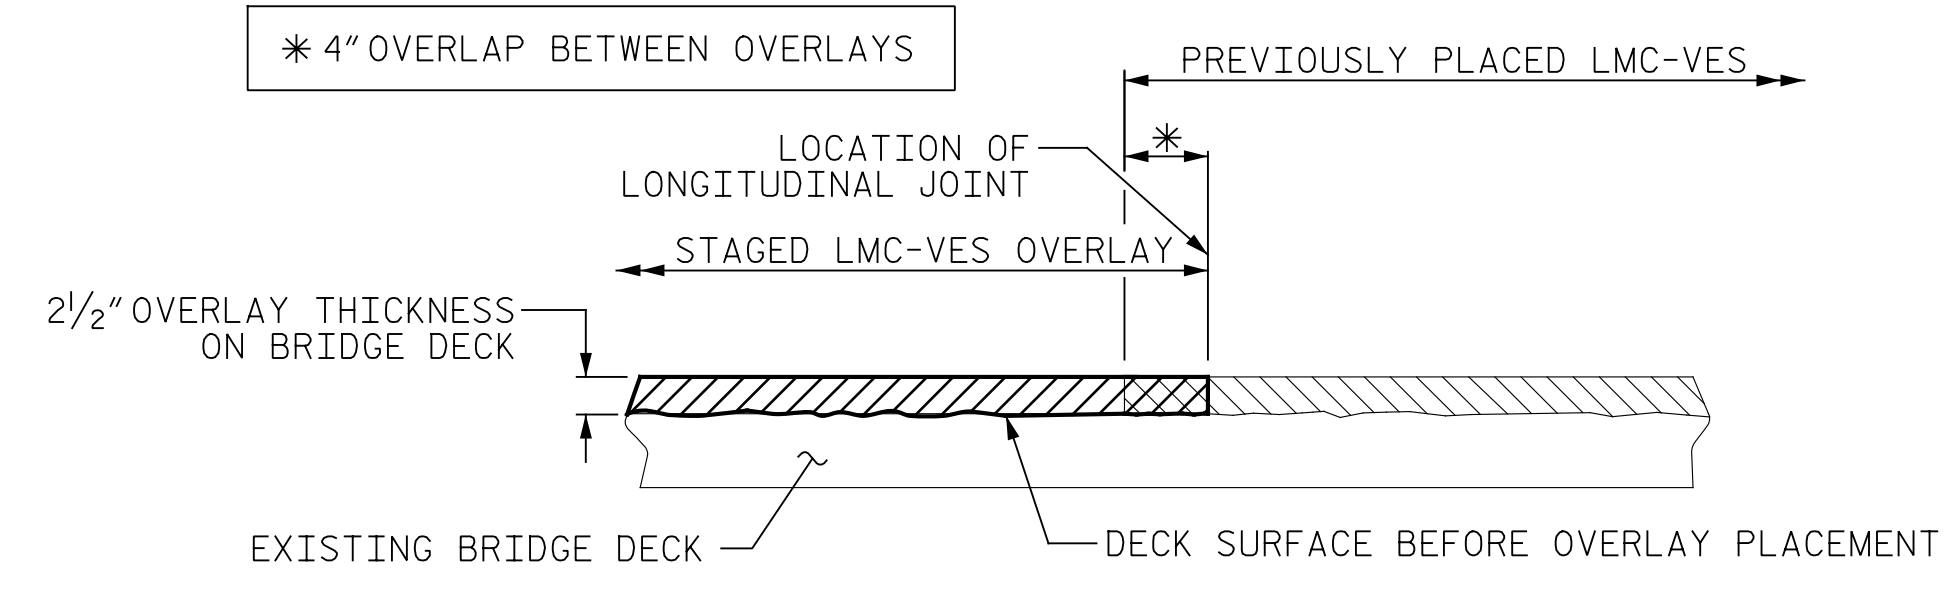 ✳ 4" OVERLAP BETWEEN OVERLAYS
PREVIOUSLY PLACED LMC-VES
✳
LOCATION OF
LONGITUDINAL JOINT
STAGED LMC-VES OVERLAY
2½" OVERLAY THICKNESS
ON BRIDGE DECK
EXISTING BRIDGE DECK
DECK SURFACE BEFORE OVERLAY PLACEMENT